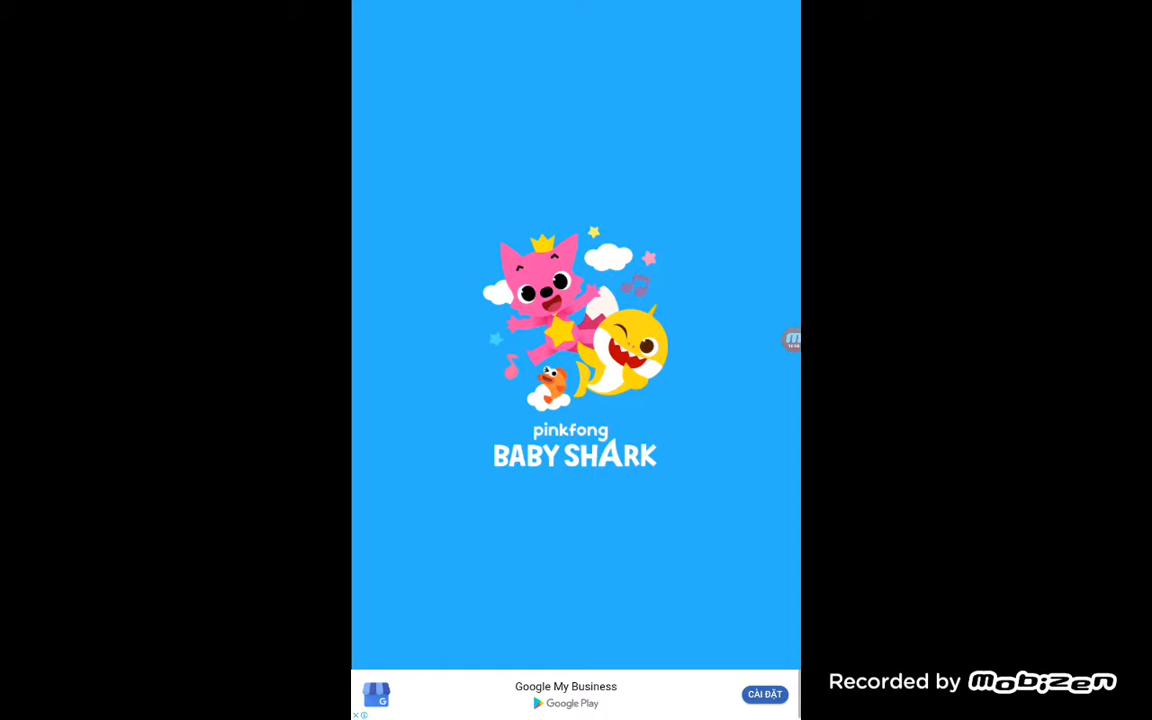 pinkfong
BABY SHARK
Google My Business
Google Play
CÀI ĐẶT
Recorded by mobizen